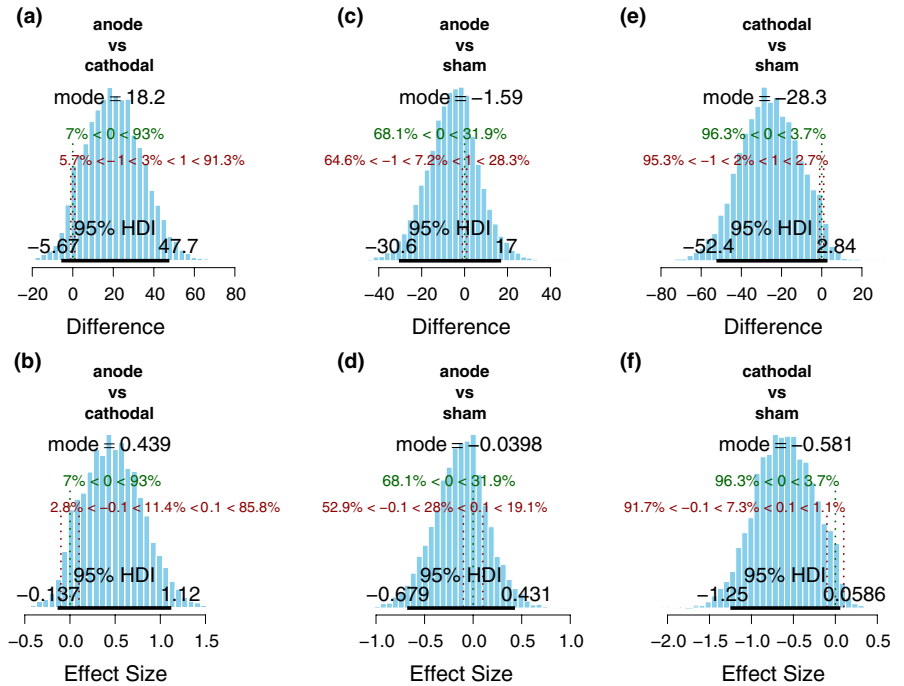 (a)
anode
vs
cathodal
mode = 18.2
7% < 0 < 93%
5.7% < −1 < 3% < 1 < 91.3%
95% HDI
−5.67 47.7
−20 0 20 40 60 80
Difference
(c)
anode
vs
sham
mode = −1.59
68.1% < 0 < 31.9%
64.6% < −1 < 7.2% < 1 < 28.3%
95% HDI
−30.6 17
−40 −20 0 20 40
Difference
(e)
cathodal
vs
sham
mode = −28.3
96.3% < 0 < 3.7%
95.3% < −1 < 2% < 1 < 2.7%
95% HDI
−52.4 2.84
−80 −60 −40 −20 0 20
Difference
(b)
anode
vs
cathodal
mode = 0.439
7% < 0 < 93%
2.8% < −0.1 < 11.4% <0.1 < 85.8%
95% HDI
−0.137 1.12
−0.5 0.0 0.5 1.0 1.5
Effect Size
(d)
anode
vs
sham
mode = −0.0398
68.1% < 0 < 31.9%
52.9% < −0.1 < 28% < 0.1 < 19.1%
95% HDI
−0.679 0.431
−1.0 −0.5 0.0 0.5 1.0
Effect Size
(f)
cathodal
vs
sham
mode = −0.581
96.3% < 0 < 3.7%
91.7% < −0.1 < 7.3% < 0.1 < 1.1%
95% HDI
−1.25 0.0586
−2.0 −1.5 −1.0 −0.5 0.0 0.5
Effect Size